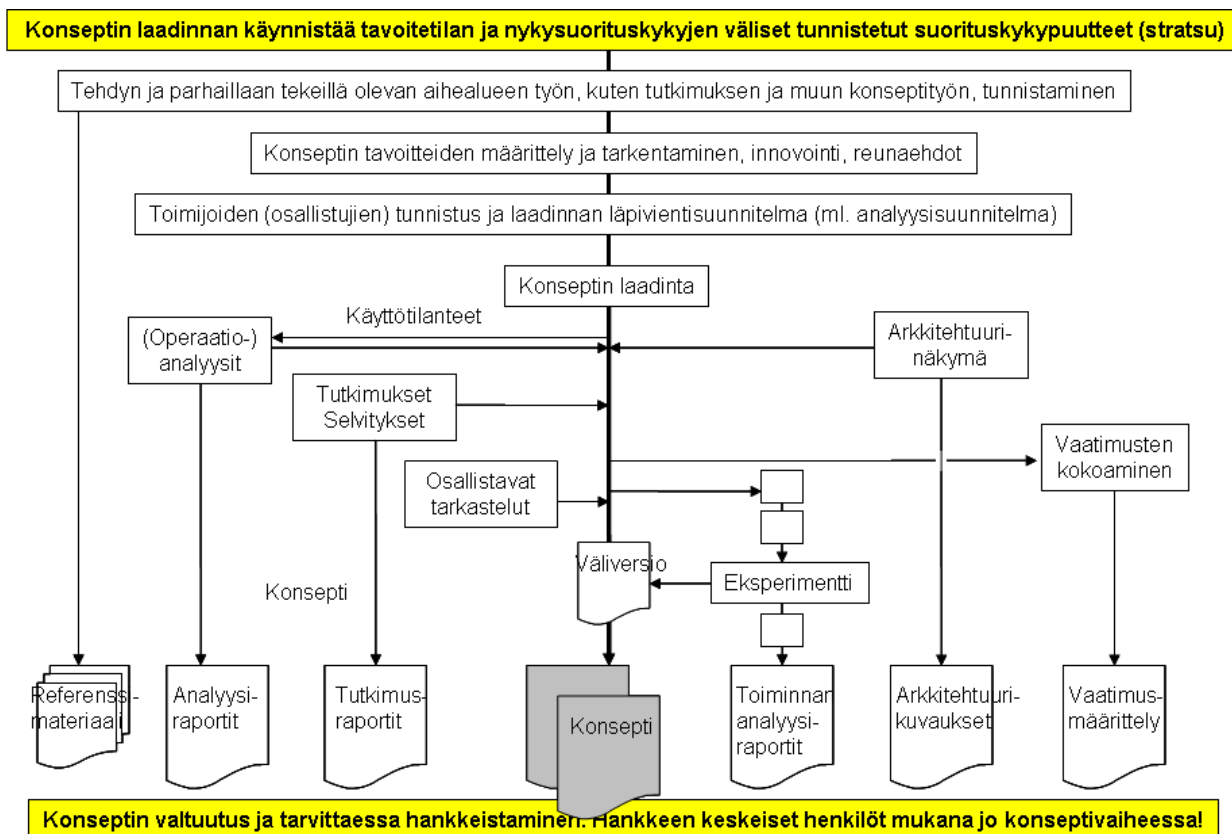 Konseptin laadinnan käynnistää tavoitetilan ja nykysuorituskykyjen väliset tunnistetut suorituskykypuutteet (stratsu)
Tehdyn ja parhaillaan tekeillä olevan aihealueen työn, kuten tutkimuksen ja muun konseptityön, tunnistaminen
Konseptin tavoitteiden määrittely ja tarkentaminen, innovointi, reunaehdot
Toimijoiden (osallistujien) tunnistus ja laadinnan läpivientisuunnitelma (ml. analyysisuunnitelma)
Konseptin laadinta
Käyttötilanteet
(Operaatio-)
analyysit
Arkkitehtuuri-
näkymä
Tutkimukset
Selvitykset
Vaatimusten
kokoaminen
Osallistavat
tarkastelut
Väliversio
Eksperimentti
Konsepti
Referenssi-
materiaali
Analyysi-
raportit
Tutkimus-
raportit
Konsepti
Toiminnan
analyysi-
raportit
Arkkitehtuuri-
kuvaukset
Vaatimus-
määrittely
Konseptin valtuutus ja tarvittaessa hankkeistaminen. Hankkeen keskeiset henkilöt mukana jo konseptivaiheessa!